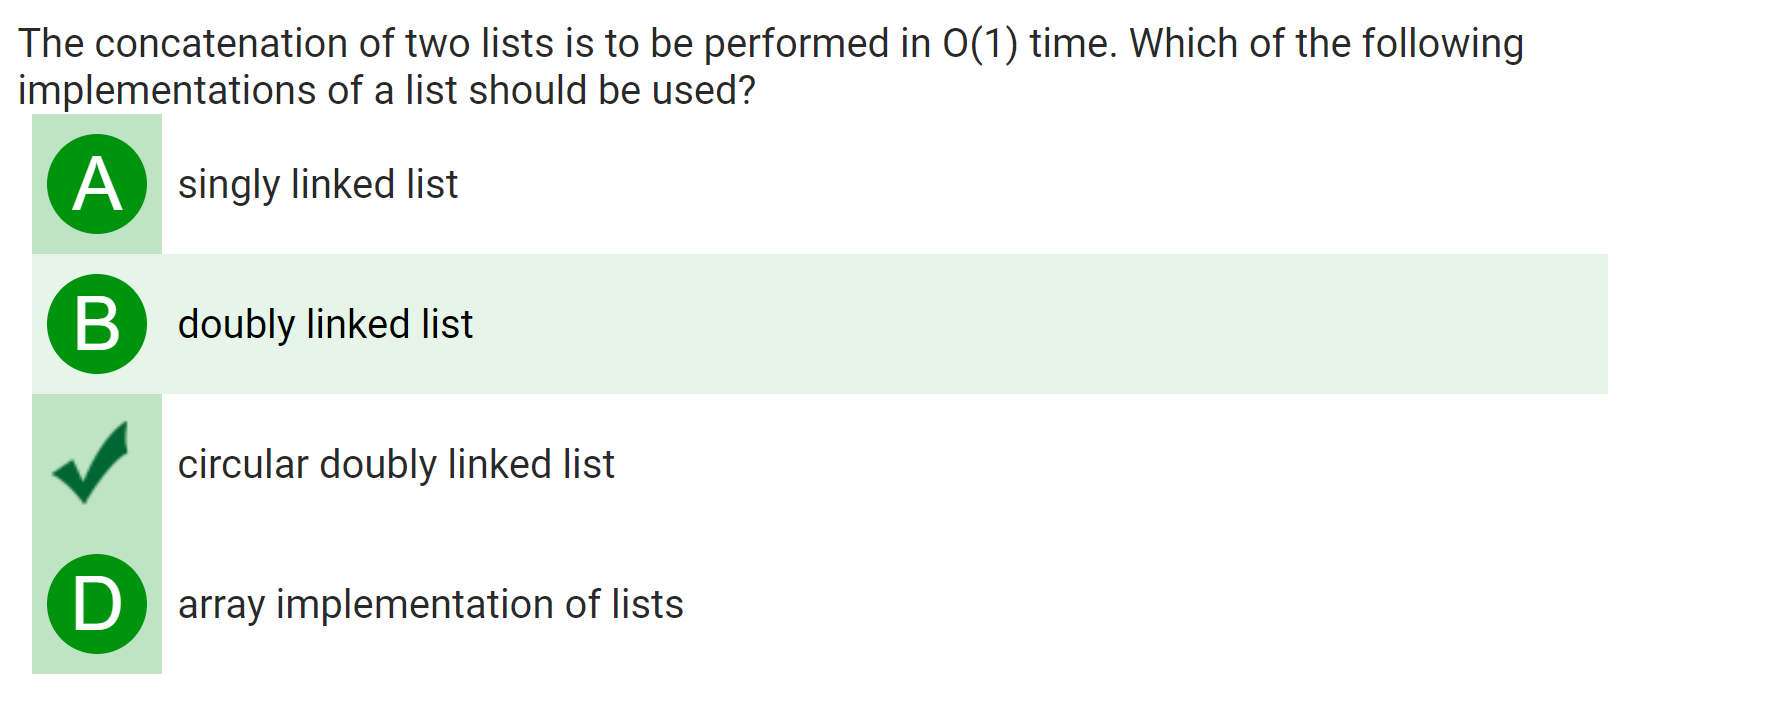 The concatenation of two lists is to be performed in O(1) time. Which of the following
implementations of a list should be used?
A singly linked list
B doubly linked list
circular doubly linked list
D array implementation of lists